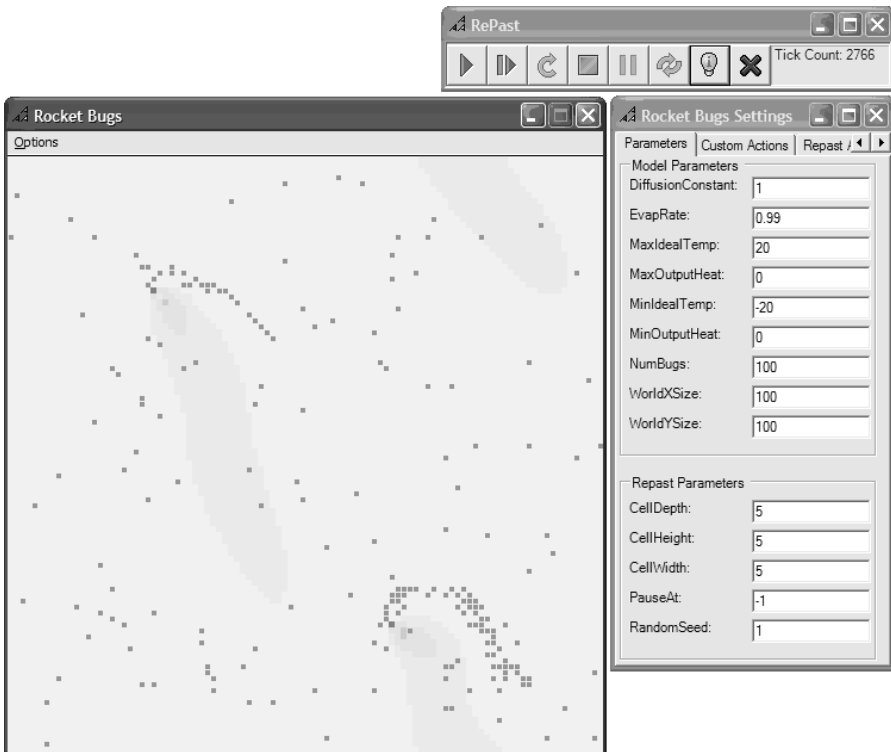 RePast
Tick Count: 2766
Rocket Bugs
Options
Rocket Bugs Settings
Parameters
Custom Actions
Repast A
Model Parameters
DiffusionConstant: 1
EvapRate: 0.99
MaxIdealTemp: 20
MaxOutputHeat: 0
MinIdealTemp: -20
MinOutputHeat: 0
NumBugs: 100
WorldXSize: 100
WorldYSize: 100
Repast Parameters
CellDepth: 5
CellHeight: 5
CellWidth: 5
PauseAt: -1
RandomSeed: 1